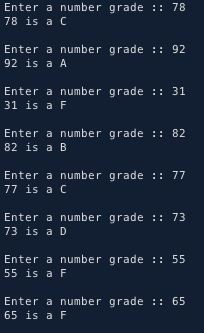 Enter a number grade :: 78
78 is a C
Enter a number grade :: 92
92 is a A
Enter a number grade :: 31
31 is a F
Enter a number grade :: 82
82 is a B
Enter a number grade :: 77
77 is a C
Enter a number grade :: 73
73 is a D
Enter a number grade :: 55
55 is a F
Enter a number grade :: 65
65 is a F